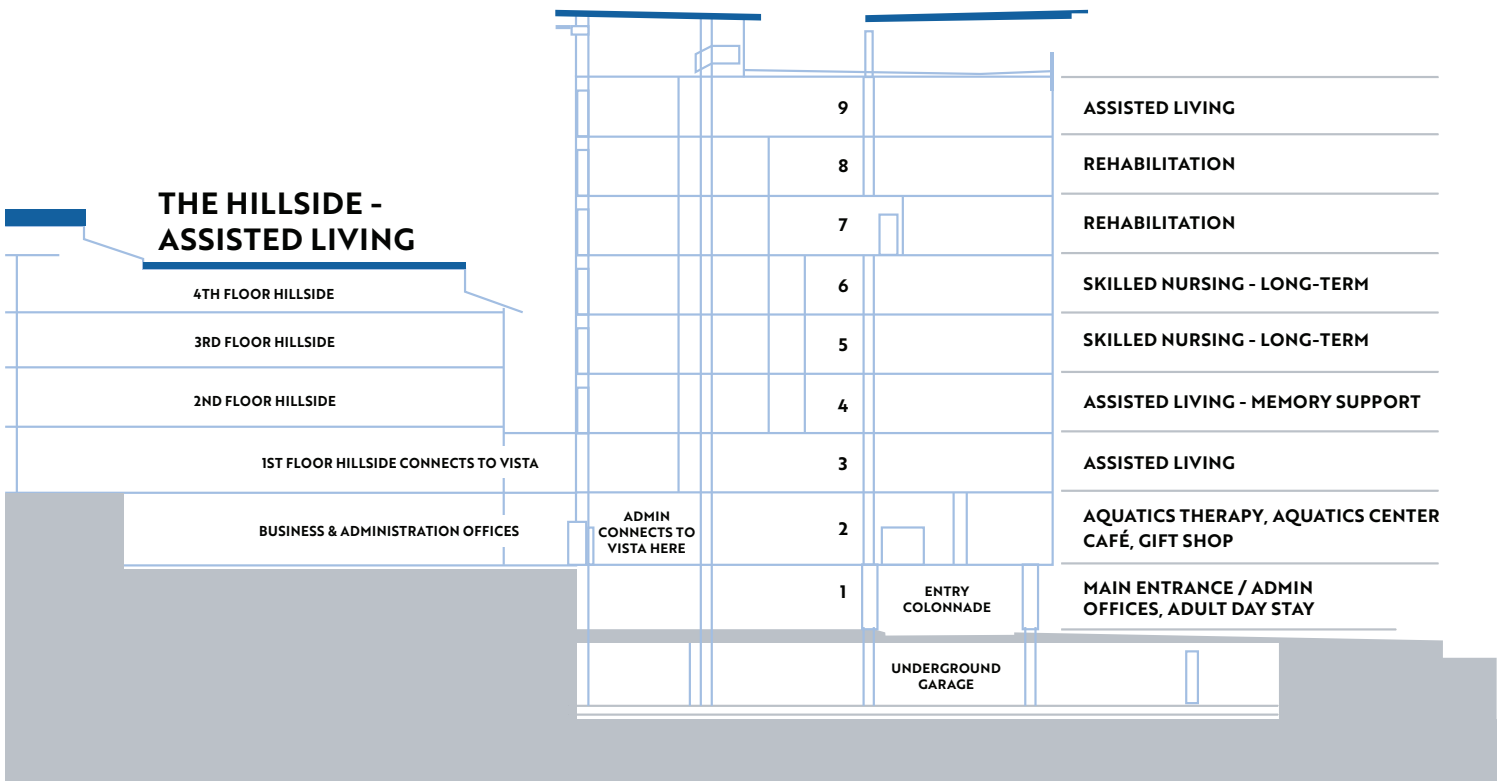 9
ASSISTED LIVING
8
REHABILITATION
THE HILLSIDE -
ASSISTED LIVING
7
REHABILITATION
4TH FLOOR HILLSIDE
6
SKILLED NURSING - LONG-TERM
3RD FLOOR HILLSIDE
5
SKILLED NURSING - LONG-TERM
2ND FLOOR HILLSIDE
4
ASSISTED LIVING - MEMORY SUPPORT
1ST FLOOR HILLSIDE CONNECTS TO VISTA
3
ASSISTED LIVING
BUSINESS & ADMINISTRATION OFFICES
ADMIN
CONNECTS TO
VISTA HERE
2
AQUATICS THERAPY, AQUATICS CENTER
CAFÉ, GIFT SHOP
1
ENTRY
COLONNADE
MAIN ENTRANCE / ADMIN
OFFICES, ADULT DAY STAY
UNDERGROUND
GARAGE